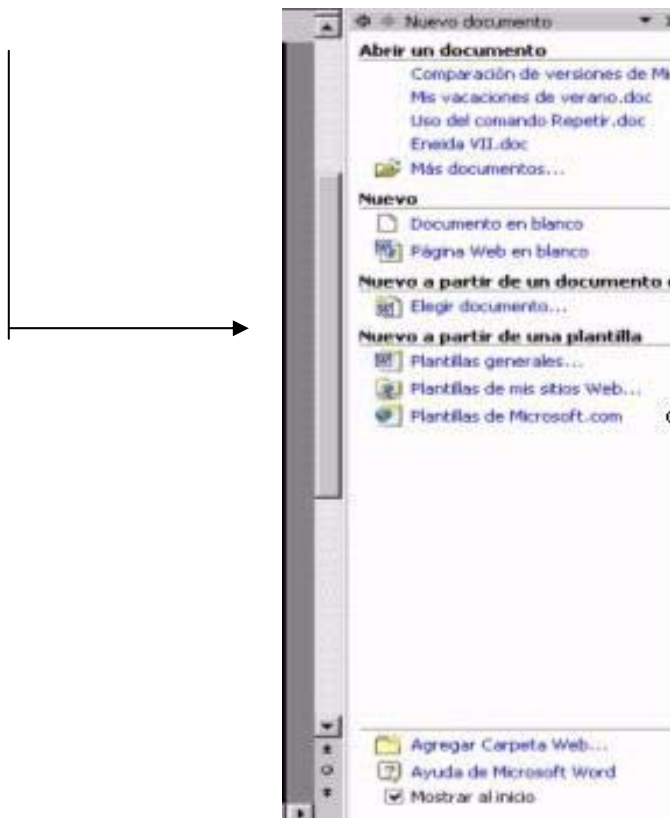 Nuevo documento
Abrir un documento
Comparación de versiones de Mi
Mis vacaciones de verano.doc
Uso del comando Repetir.doc
Eneida VII.doc
Más documentos...
Nuevo
Documento en blanco
Página Web en blanco
Nuevo a partir de un documento
Elegir documento...
Nuevo a partir de una plantilla
Plantillas generales...
Plantillas de mis sitios Web...
Plantillas de Microsoft.com
Agregar Carpeta Web...
Ayuda de Microsoft Word
Mostrar al inicio